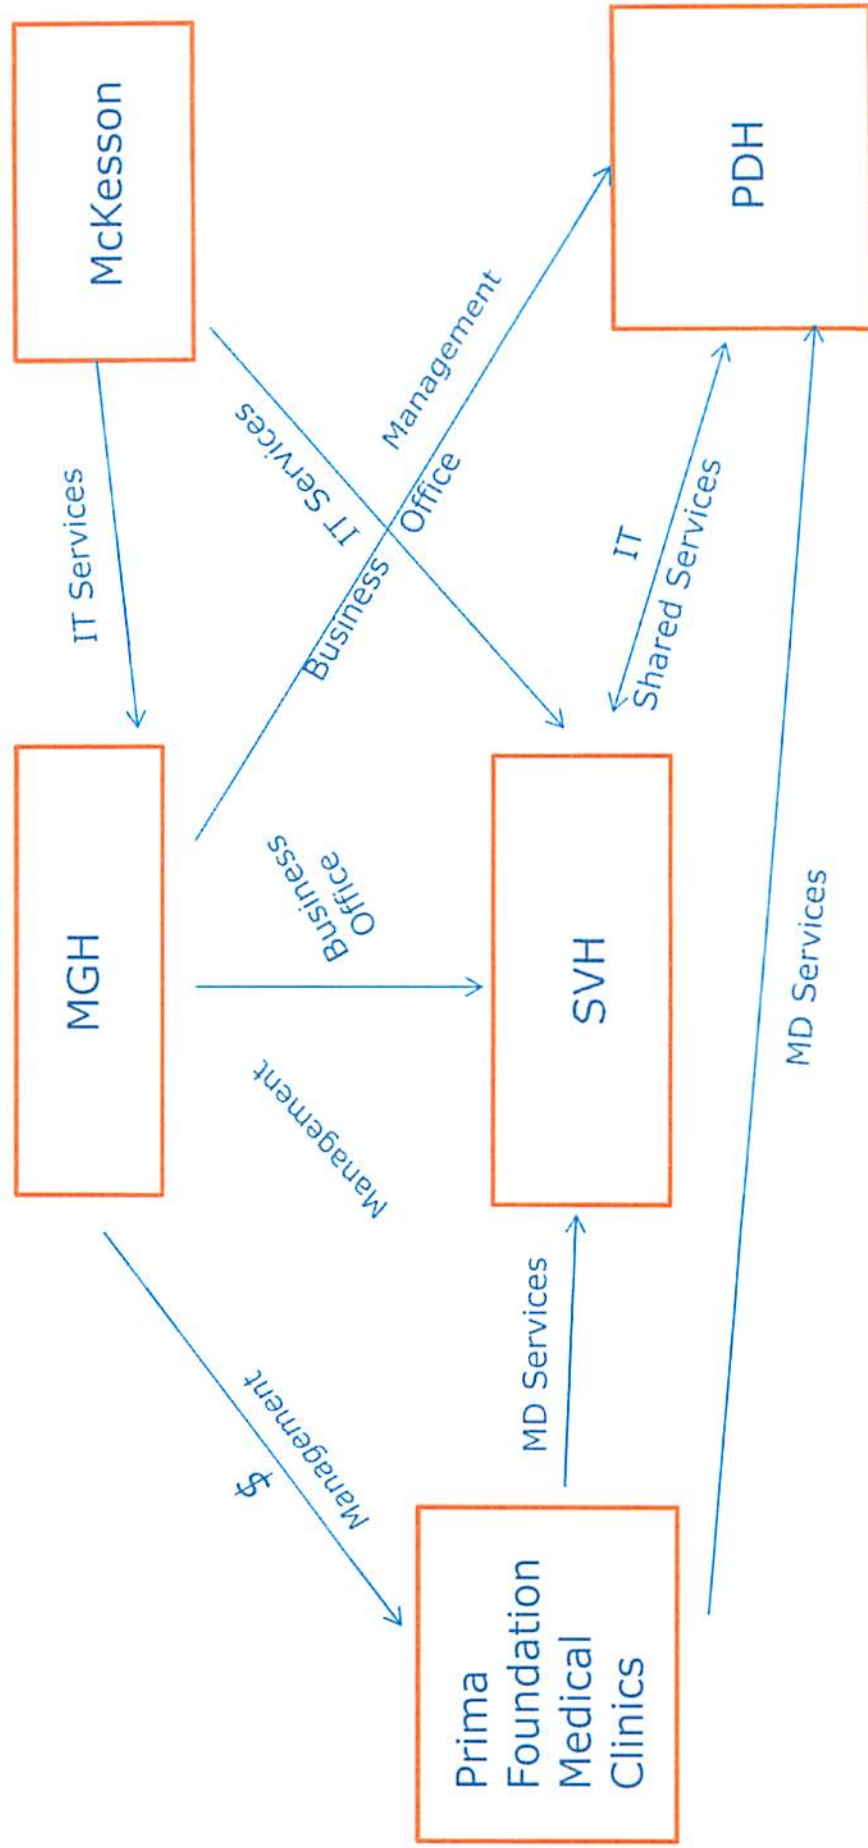 MGH
McKesson
IT Services
$
Management
Management
Business
Office
Business
Office
Management
IT Services
Prima
Foundation
Medical
Clinics
MD Services
SVH
IT
Shared Services
PDH
MD Services